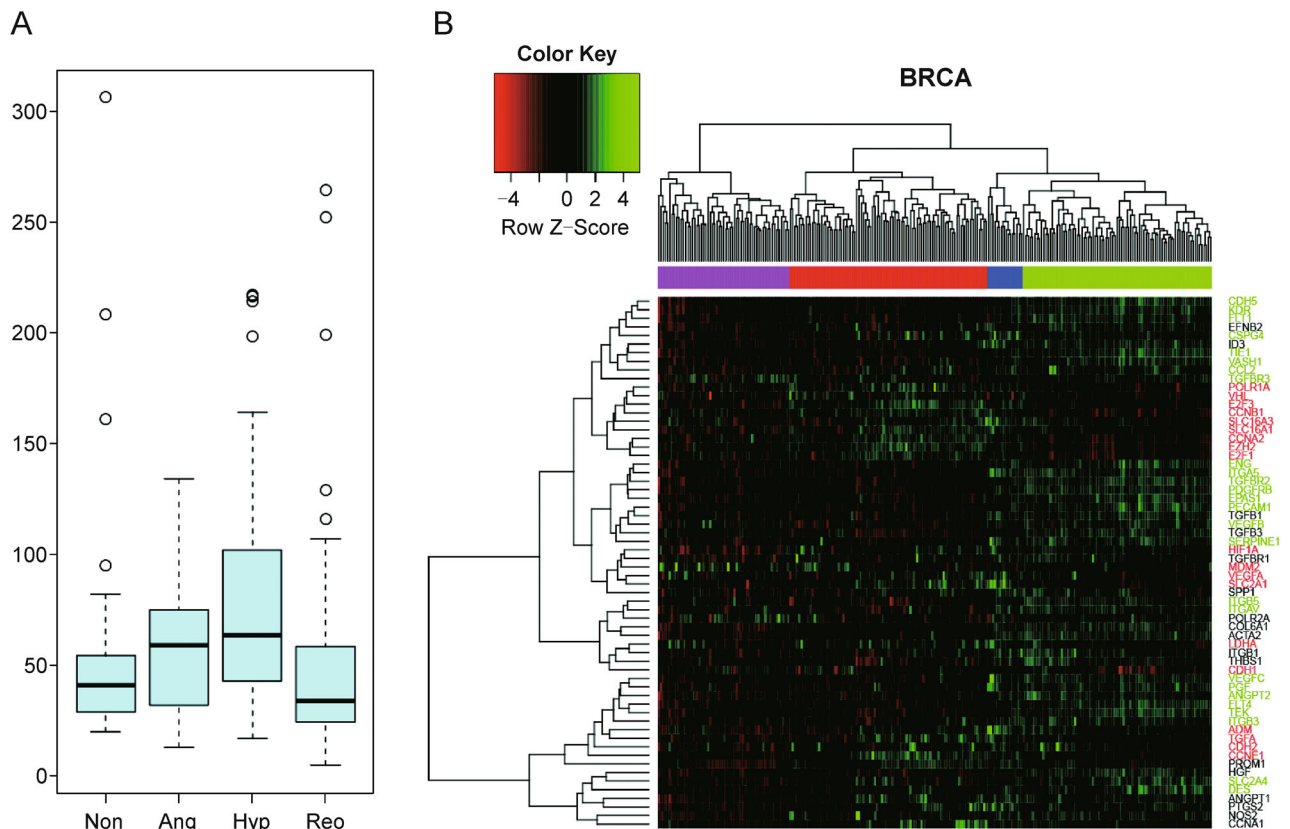 A
B
Color Key
−4 0 2 4
Row Z−Score
BRCA
300
250
200
150
100
50
0
Non Ang Hyp Reo
CDH5
KDR
FLT1
EFNB2
CSPG4
ID3
TIE1
VASH1
CCL2
TGFBR3
POLR1A
VHL
E2F3
CCNB1
SLC16A3
SLC16A1
CCNA2
EZH2
E2F1
ENG
ITGA5
TGFBR2
PDGFRB
EPAS1
PECAM1
TGFB1
VEGFB
TGFB3
SERPINE1
HIF1A
TGFBR1
MDM2
VEGFA
SLC2A1
SPP1
ITGB5
ITGAV
POLR2A
COL6A1
ACTA2
LDHA
ITGB1
THBS1
CDH1
VEGFC
PGF
ANGPT2
FLT4
TEK
ITGB3
ADM
TGFA
CDH2
CCNE1
PROM1
HGF
SLC2A4
DES
ANGPT1
PTGS2
NOS2
CCNA1